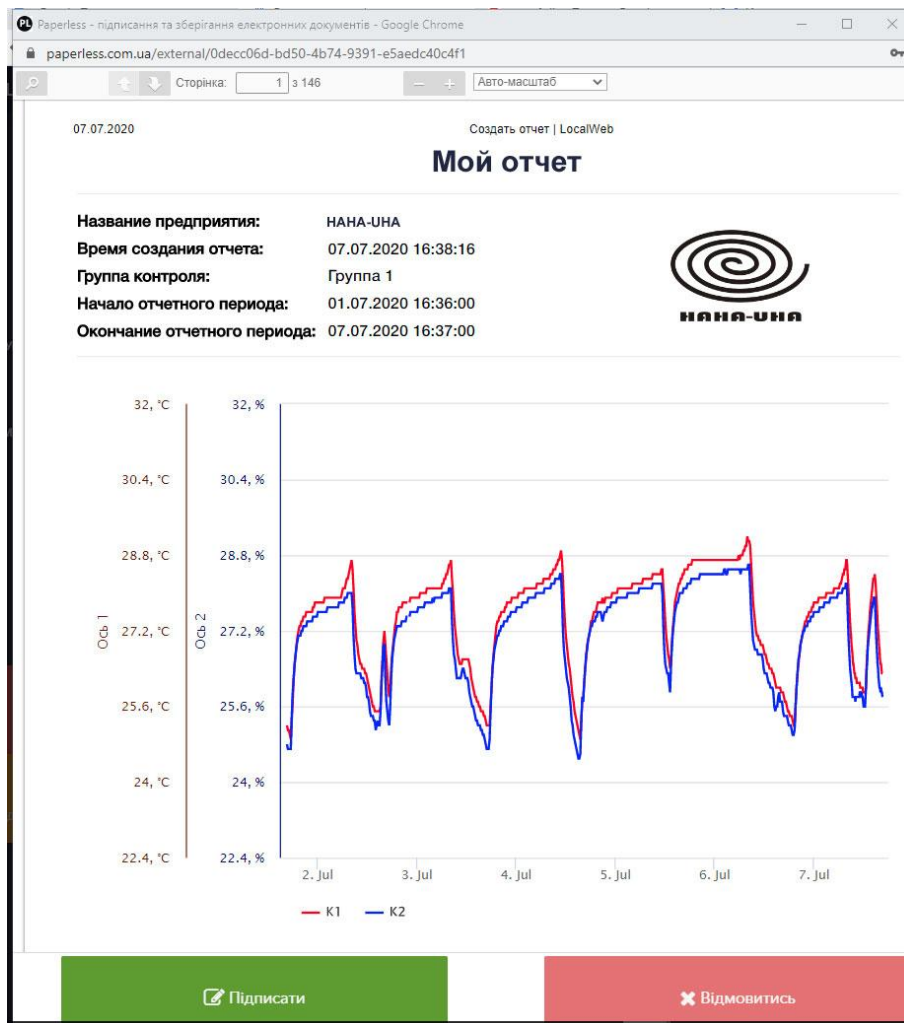 Paperless - підписання та зберігання електронних документів - Google Chrome
paperless.com.ua/external/0decc06d-bd50-4b74-9391-e5aedc40c4f1
Сторінка: 1 з 146 Авто-масштаб
07.07.2020 Создать отчет | LocalWeb
Мой отчет
Название предприятия: НАНА-UНА
Время создания отчета: 07.07.2020 16:38:16
Группа контроля: Группа 1
Начало отчетного периода: 01.07.2020 16:36:00
Окончание отчетного периода: 07.07.2020 16:37:00
НАНА-UНА
32, °C 32, %
30.4, °C 30.4, %
28.8, °C 28.8, %
Ось 1 27.2, °C Ось 2 27.2, %
25.6, °C 25.6, %
24, °C 24, %
22.4, °C 22.4, %
2. Jul 3. Jul 4. Jul 5. Jul 6. Jul 7. Jul
K1 K2
Підписати Відмовитись